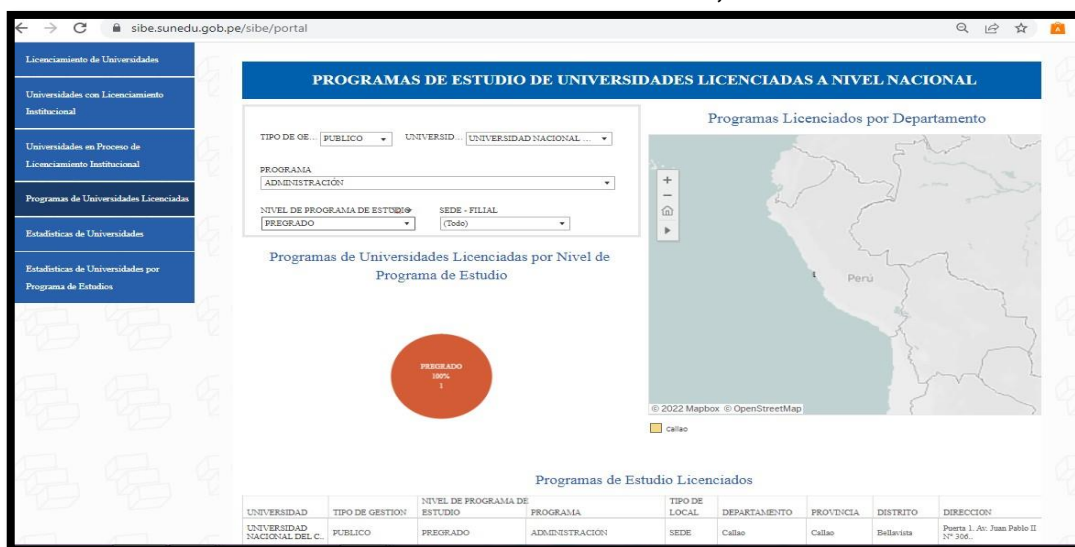 sibe.sunedu.gob.pe/sibe/portal
Licenciamiento de Universidades
Universidades con Licenciamiento
Institucional
Universidades en Proceso de
Licenciamiento Institucional
Programas de Universidades Licenciadas
Estadísticas de Universidades
Estadísticas de Universidades por
Programa de Estudios
PROGRAMAS DE ESTUDIO DE UNIVERSIDADES LICENCIADAS A NIVEL NACIONAL
TIPO DE GE... PUBLICO UNIVERSID... UNIVERSIDAD NACIONAL ...
PROGRAMA
ADMINISTRACIÓN
NIVEL DE PROGRAMA DE ESTUDIO SEDE - FILIAL
PREGRADO (Todo)
Programas de Universidades Licenciadas por Nivel de
Programa de Estudio
PREGRADO
100%
1
Programas Licenciados por Departamento
1
Perú
© 2022 Mapbox © OpenStreetMap
Callao
Programas de Estudio Licenciados
UNIVERSIDAD TIPO DE GESTION NIVEL DE PROGRAMA DE ESTUDIO PROGRAMA TIPO DE LOCAL DEPARTAMENTO PROVINCIA DISTRITO DIRECCION
UNIVERSIDAD NACIONAL DEL C.. PUBLICO PREGRADO ADMINISTRACIÓN SEDE Callao Callao Bellavista Puerta 1. Av. Juan Pablo II N° 306..